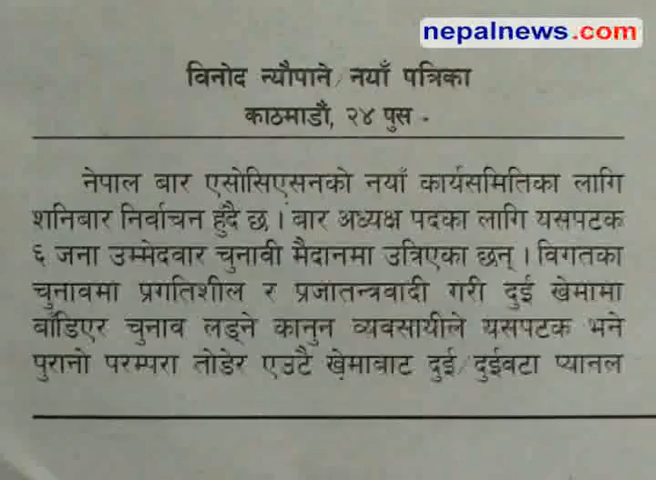 nepalnews.com
विनोद न्यौपाने/नयाँ पत्रिका
काठमाडौं, २४ पुस -
नेपाल बार एसोसिएसनको नयाँ कार्यसमितिका लागि
शनिबार निर्वाचन हुँदै छ । बार अध्यक्ष पदका लागि यसपटक
६ जना उम्मेदवार चुनावी मैदानमा उत्रिएका छन् । विगतका
चुनावमा प्रगतिशील र प्रजातन्त्रवादी गरी दुई खेमामा
बाँडिएर चुनाव लड्ने कानुन व्यवसायीले यसपटक भने
पुरानो परम्परा तोडेर एउटै खेमाबाट दुई/दुईवटा प्यानल